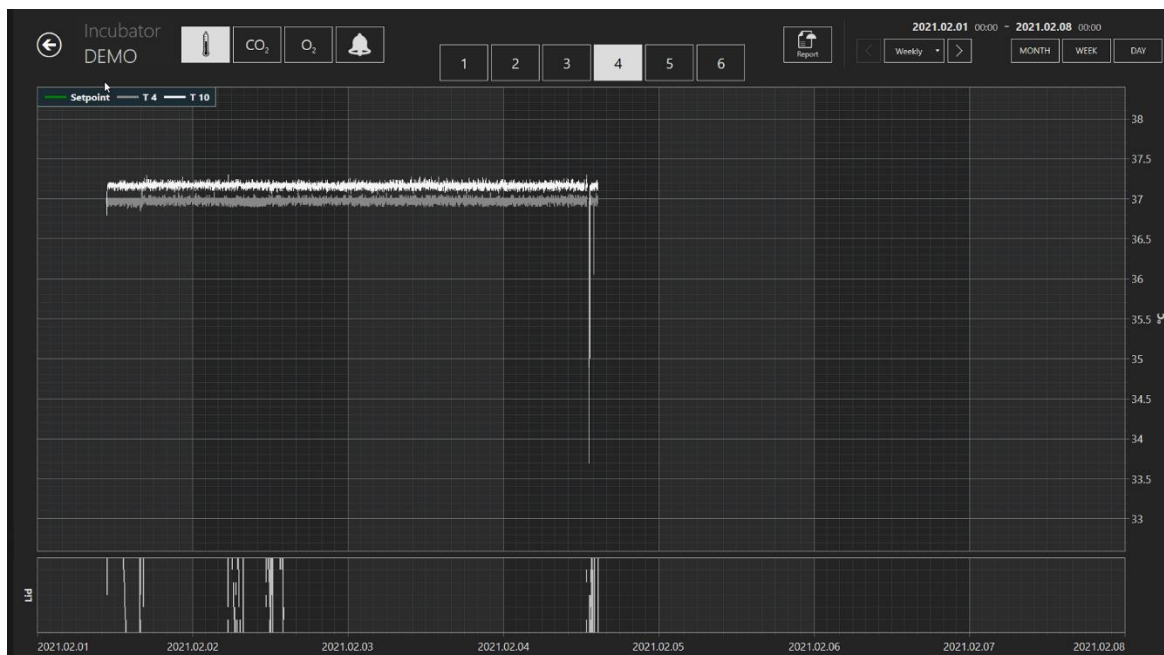 Incubator
DEMO
CO₂
O₂
1 2 3 4 5 6
Report
2021.02.01 00:00 - 2021.02.08 00:00
Weekly
MONTH WEEK DAY
Setpoint T 4 T 10
38
37.5
37
36.5
36
35.5
°C
35
34.5
34
33.5
33
Lid
2021.02.01 2021.02.02 2021.02.03 2021.02.04 2021.02.05 2021.02.06 2021.02.07 2021.02.08